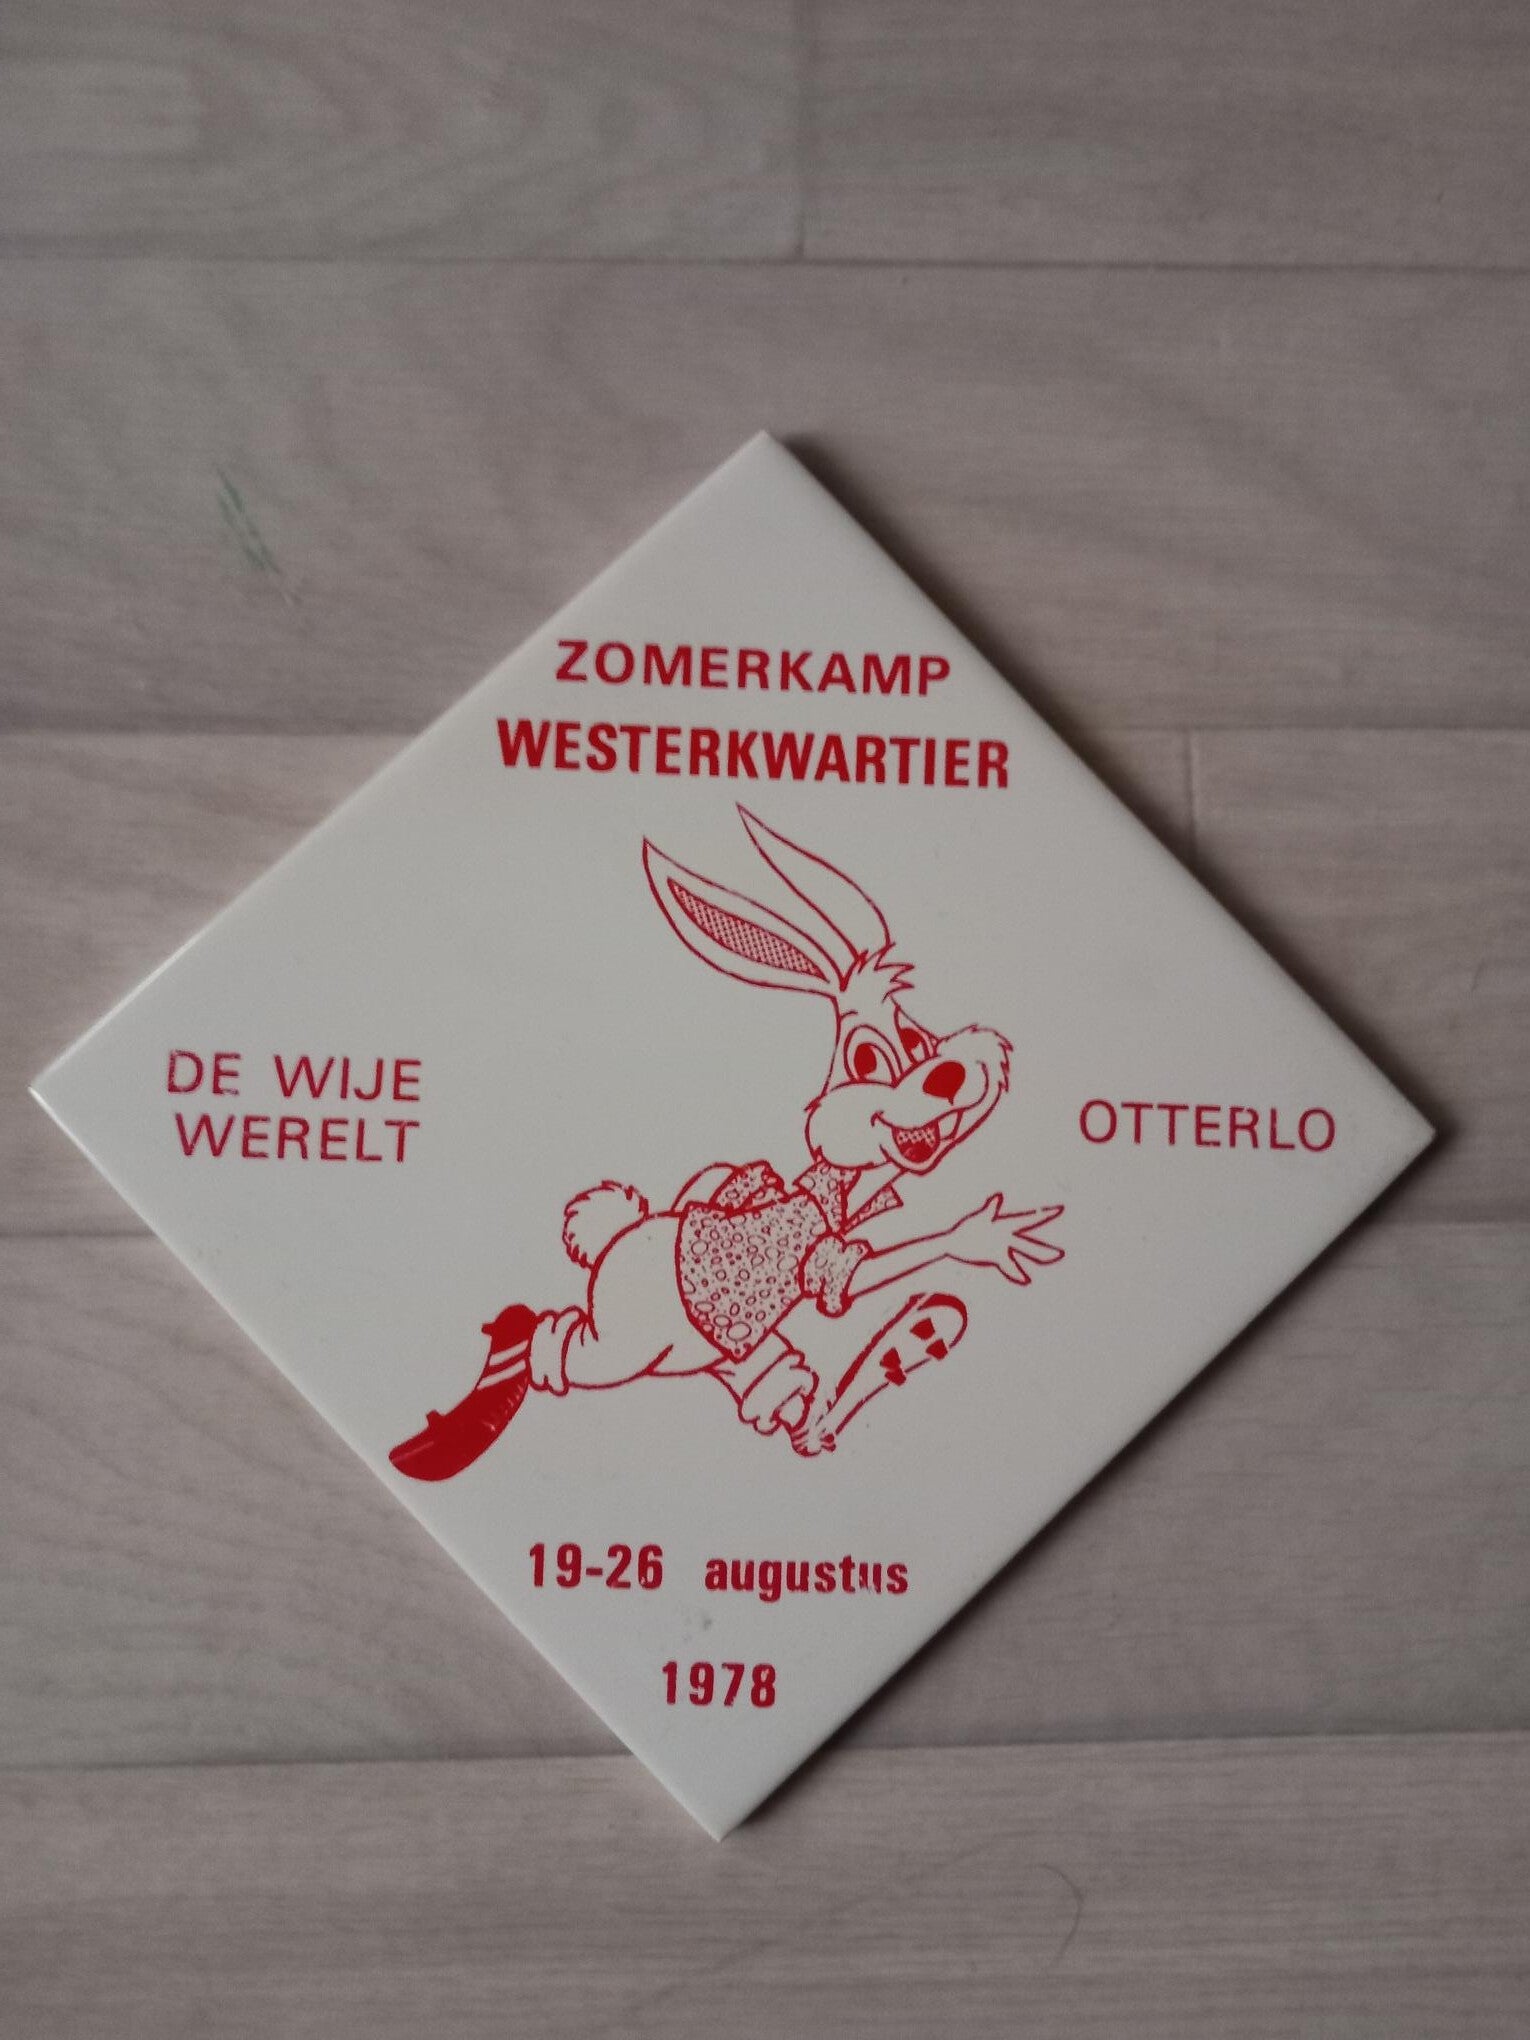 ZOMERKAMP
WESTERKWARTIER
DE WIJE
WERELT
OTTERLO
19-26 augustus
1978